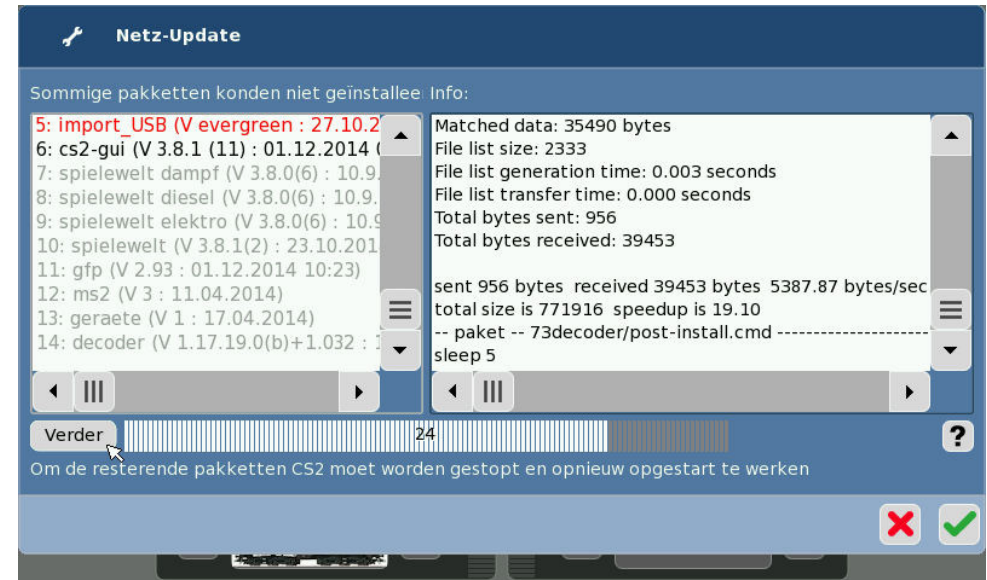 Netz-Update
Sommige pakketten konden niet geïnstallee
Info:
5: import_USB (V evergreen : 27.10.2
6: cs2-gui (V 3.8.1 (11) : 01.12.2014
7: spielewelt dampf (V 3.8.0(6) : 10.9.
8: spielewelt diesel (V 3.8.0(6) : 10.9.
9: spielewelt elektro (V 3.8.0(6) : 10.9
10: spielewelt (V 3.8.1(2) : 23.10.201
11: gfp (V 2.93 : 01.12.2014 10:23)
12: ms2 (V 3 : 11.04.2014)
13: geraete (V 1 : 17.04.2014)
14: decoder (V 1.17.19.0(b)+1.032 :
Matched data: 35490 bytes
File list size: 2333
File list generation time: 0.003 seconds
File list transfer time: 0.000 seconds
Total bytes sent: 956
Total bytes received: 39453
sent 956 bytes received 39453 bytes 5387.87 bytes/sec
total size is 771916 speedup is 19.10
-- paket -- 73decoder/post-install.cmd ---------------------
sleep 5
Verder
24
?
Om de resterende pakketten CS2 moet worden gestopt en opnieuw opgestart te werken